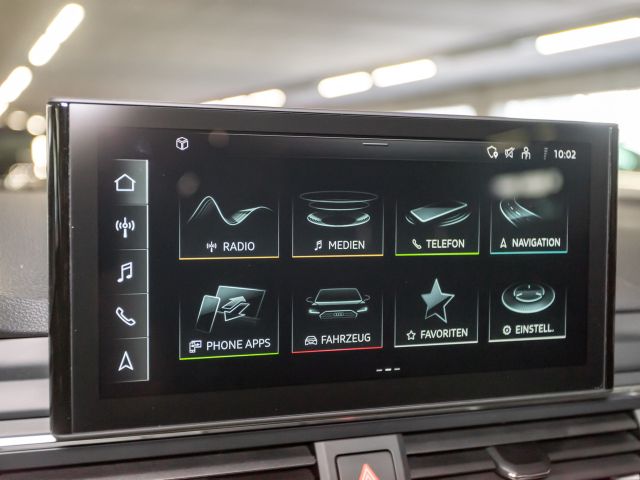 10:02
RADIO
MEDIEN
TELEFON
NAVIGATION
PHONE APPS
FAHRZEUG
FAVORITEN
EINSTELL.